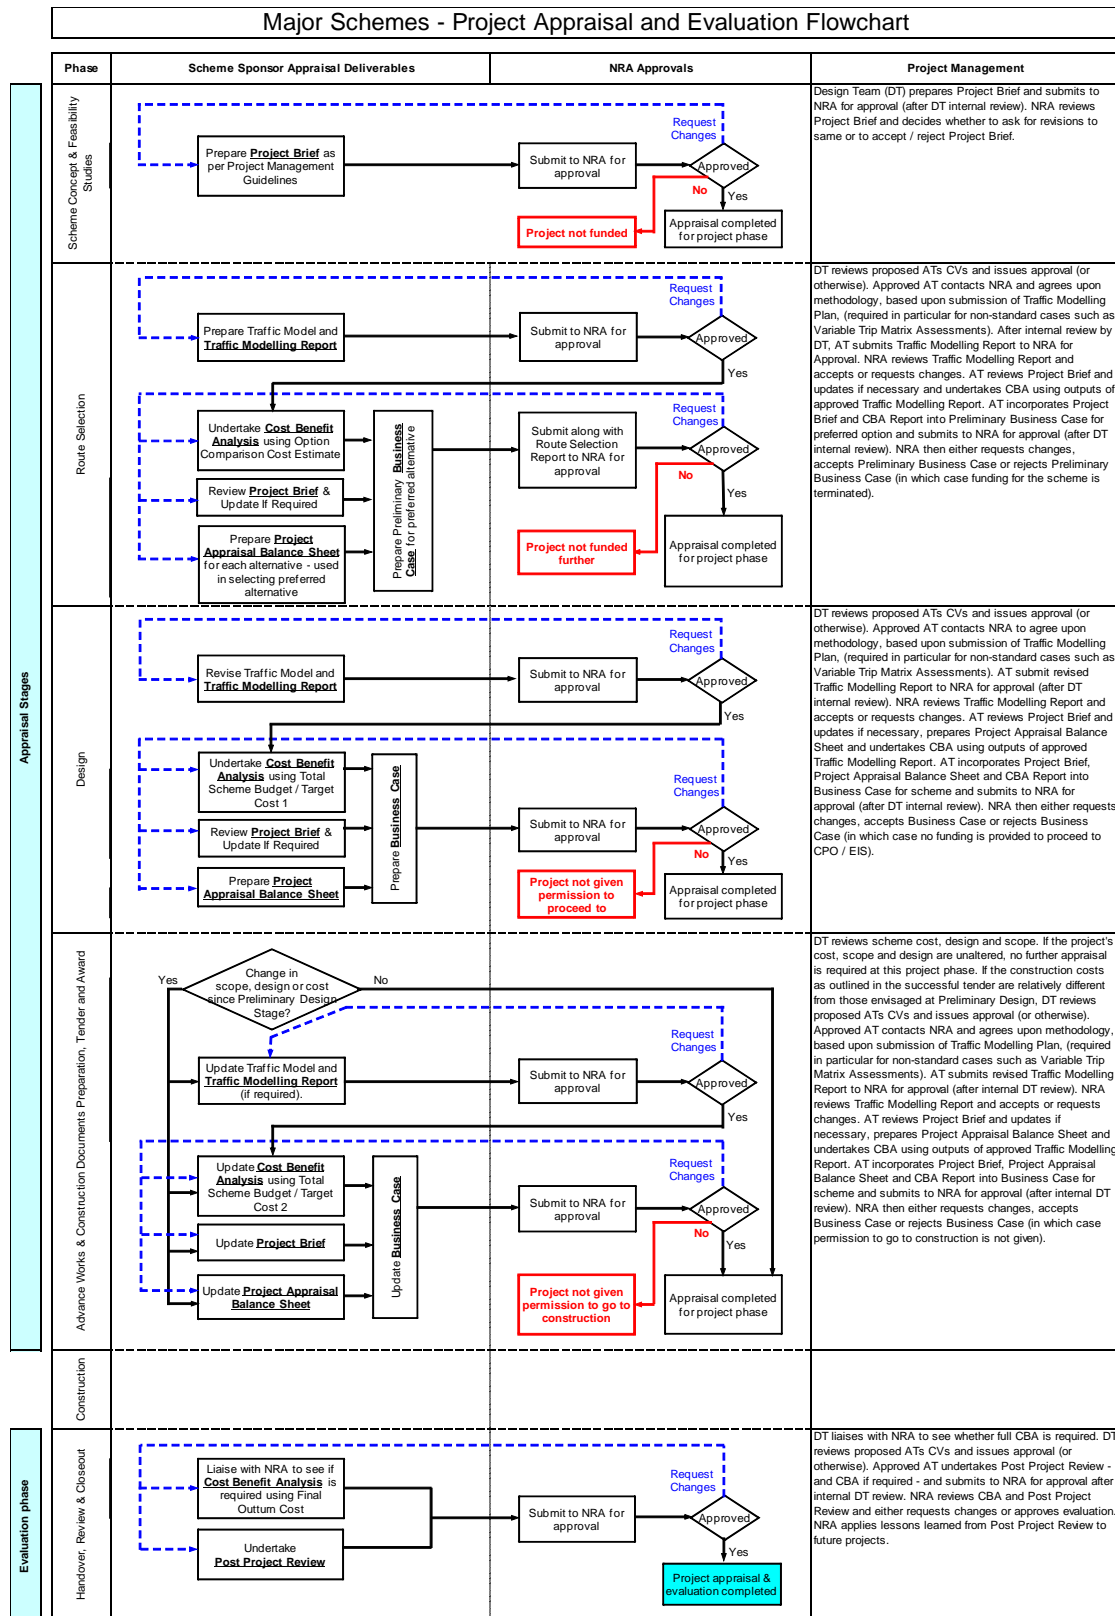 Major Schemes - Project Appraisal and Evaluation Flowchart
Phase
Scheme Sponsor Appraisal Deliverables
NRA Approvals
Project Management
Appraisal Stages
Scheme Concept & Feasibility
Studies
Prepare Project Brief as
per Project Management
Guidelines
Submit to NRA for
approval
Request
Changes
Approved
No
Yes
Project not funded
Appraisal completed
for project phase
Design Team (DT) prepares Project Brief and submits to
NRA for approval (after DT internal review). NRA reviews
Project Brief and decides whether to ask for revisions to
same or to accept / reject Project Brief.
Route Selection
Prepare Traffic Model and
Traffic Modelling Report
Submit to NRA for
approval
Request
Changes
Approved
Yes
Undertake Cost Benefit
Analysis using Option
Comparison Cost Estimate
Review Project Brief &
Update If Required
Prepare Project
Appraisal Balance Sheet
for each alternative - used
in selecting preferred
alternative
Prepare Preliminary Business
Case for preferred alternative
Submit along with
Route Selection
Report to NRA for
approval
Request
Changes
Approved
No
Yes
Project not funded
further
Appraisal completed
for project phase
DT reviews proposed ATs CVs and issues approval (or
otherwise). Approved AT contacts NRA and agrees upon
methodology, based upon submission of Traffic Modelling
Plan, (required in particular for non-standard cases such as
Variable Trip Matrix Assessments). After internal review by
DT, AT submits Traffic Modelling Report to NRA for
Approval. NRA reviews Traffic Modelling Report and
accepts or requests changes. AT reviews Project Brief and
updates if necessary and undertakes CBA using outputs of
approved Traffic Modelling Report. AT incorporates Project
Brief and CBA Report into Preliminary Business Case for
preferred option and submits to NRA for approval (after DT
internal review). NRA then either requests changes,
accepts Preliminary Business Case or rejects Preliminary
Business Case (in which case funding for the scheme is
terminated).
Design
Revise Traffic Model and
Traffic Modelling Report
Submit to NRA for
approval
Request
Changes
Approved
Yes
Undertake Cost Benefit
Analysis using Total
Scheme Budget / Target
Cost 1
Review Project Brief &
Update If Required
Prepare Project
Appraisal Balance Sheet
Prepare Business Case
Submit to NRA for
approval
Request
Changes
Approved
No
Yes
Project not given
permission to
proceed to
Appraisal completed
for project phase
DT reviews proposed ATs CVs and issues approval (or
otherwise). Approved AT contacts NRA to agree upon
methodology, based upon submission of Traffic Modelling
Plan, (required in particular for non-standard cases such as
Variable Trip Matrix Assessments). AT submit revised
Traffic Modelling Report to NRA for approval (after DT
internal review). NRA reviews Traffic Modelling Report and
accepts or requests changes. AT reviews Project Brief and
updates if necessary, prepares Project Appraisal Balance
Sheet and undertakes CBA using outputs of approved
Traffic Modelling Report. AT incorporates Project Brief,
Project Appraisal Balance Sheet and CBA Report into
Business Case for scheme and submits to NRA for
approval (after DT internal review). NRA then either requests
changes, accepts Business Case or rejects Business
Case (in which case no funding is provided to proceed to
CPO / EIS).
Advance Works & Construction Documents Preparation, Tender and Award
Yes
Change in
scope, design or cost
since Preliminary Design
Stage?
No
Update Traffic Model and
Traffic Modelling Report
(if required).
Submit to NRA for
approval
Request
Changes
Approved
Yes
Update Cost Benefit
Analysis using Total
Scheme Budget / Target
Cost 2
Update Project Brief
Update Project Appraisal
Balance Sheet
Update Business Case
Submit to NRA for
approval
Request
Changes
Approved
No
Yes
Project not given
permission to go to
construction
Appraisal completed
for project phase
DT reviews scheme cost, design and scope. If the project's
cost, scope and design are unaltered, no further appraisal
is required at this project phase. If the construction costs
as outlined in the successful tender are relatively different
from those envisaged at Preliminary Design, DT reviews
proposed ATs CVs and issues approval (or otherwise).
Approved AT contacts NRA and agrees upon methodology,
based upon submission of Traffic Modelling Plan, (required
in particular for non-standard cases such as Variable Trip
Matrix Assessments). AT submits revised Traffic Modelling
Report to NRA for approval (after internal DT review). NRA
reviews Traffic Modelling Report and accepts or requests
changes. AT reviews Project Brief and updates if
necessary, prepares Project Appraisal Balance Sheet and
undertakes CBA using outputs of approved Traffic Modelling
Report. AT incorporates Project Brief, Project Appraisal
Balance Sheet and CBA Report into Business Case for
scheme and submits to NRA for approval (after internal DT
review). NRA then either requests changes, accepts
Business Case or rejects Business Case (in which case
permission to go to construction is not given).
Construction
Evaluation phase
Handover, Review & Closeout
Liaise with NRA to see if
Cost Benefit Analysis is
required using Final
Outturn Cost
Undertake
Post Project Review
Submit to NRA for
approval
Request
Changes
Approved
Yes
Project appraisal &
evaluation completed
DT liaises with NRA to see whether full CBA is required. DT
reviews proposed ATs CVs and issues approval (or
otherwise). Approved AT undertakes Post Project Review -
and CBA if required - and submits to NRA for approval after
internal DT review. NRA reviews CBA and Post Project
Review and either requests changes or approves evaluation.
NRA applies lessons learned from Post Project Review to
future projects.